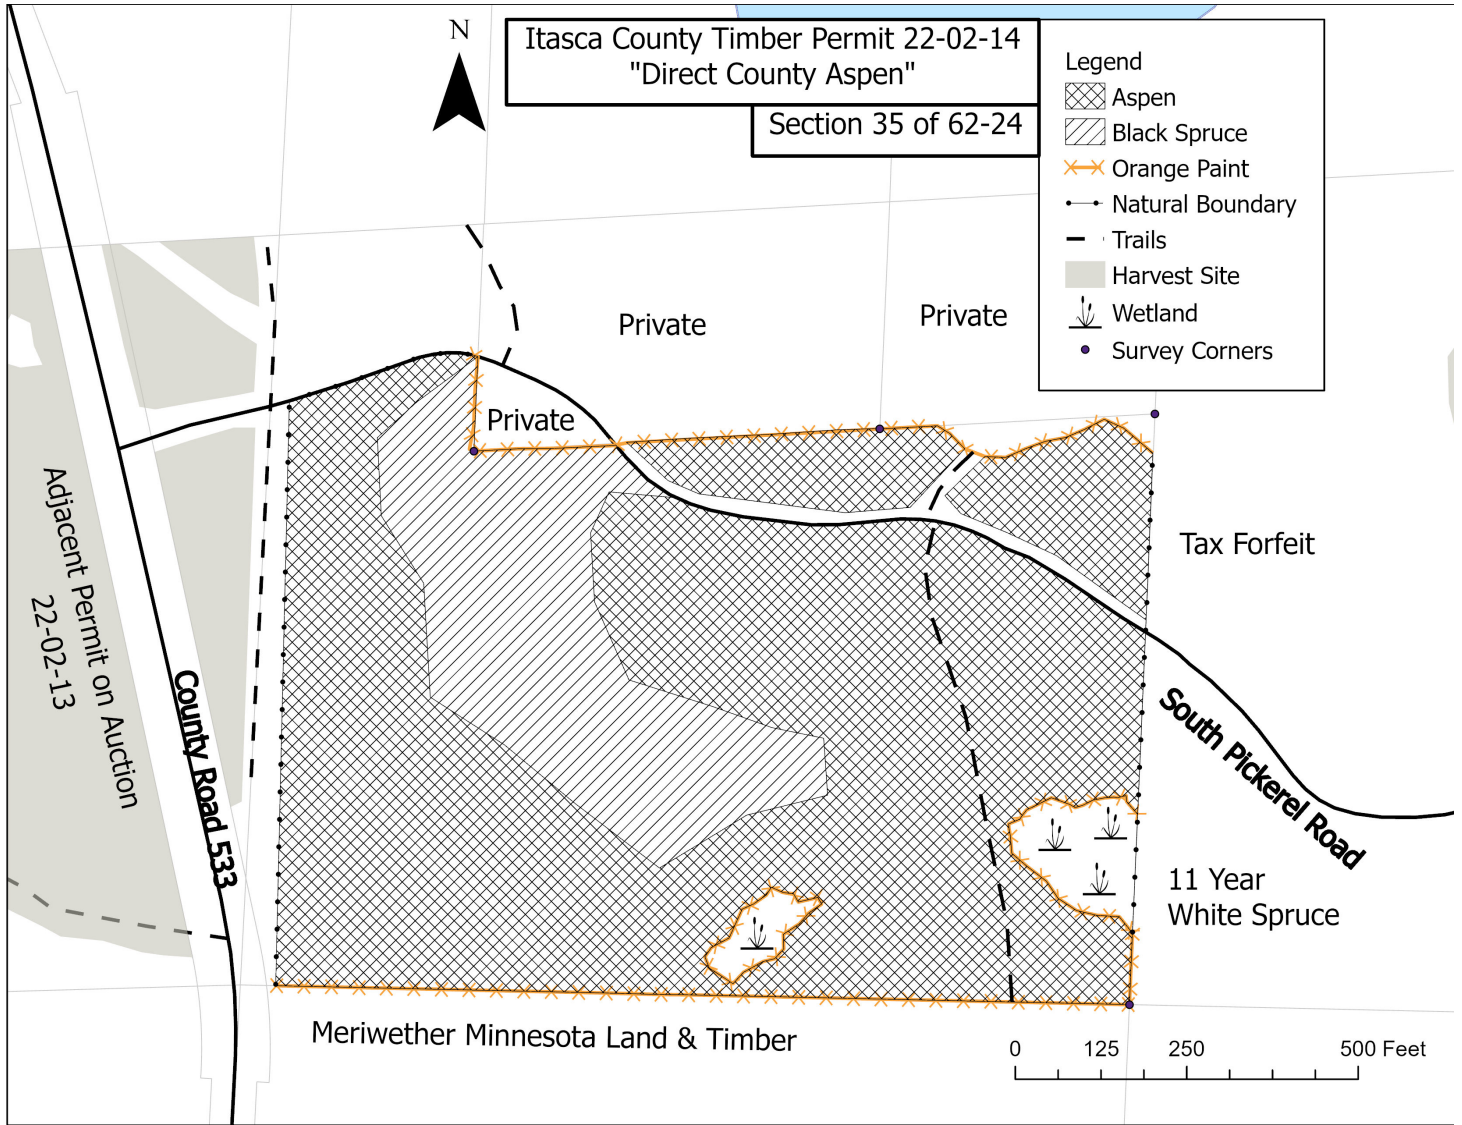 N
Itasca County Timber Permit 22-02-14
"Direct County Aspen"
Section 35 of 62-24
Legend
Aspen
Black Spruce
Orange Paint
Natural Boundary
Trails
Harvest Site
Wetland
Survey Corners
Private
Private
Private
Tax Forfeit
Adjacent Permit on Auction
22-02-13
County Road 533
South Pickerel Road
11 Year
White Spruce
Meriwether Minnesota Land & Timber
0 125 250 500 Feet